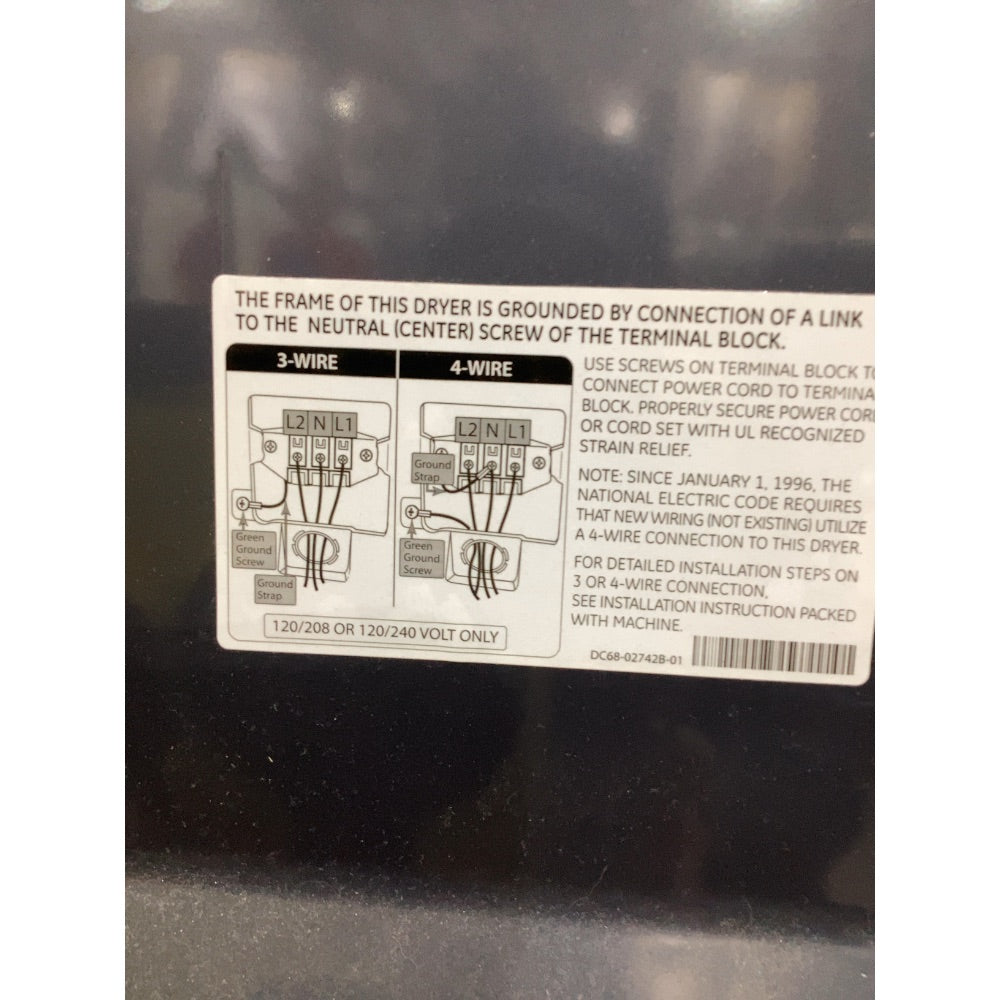 THE FRAME OF THIS DRYER IS GROUNDED BY CONNECTION OF A LINK
TO THE NEUTRAL (CENTER) SCREW OF THE TERMINAL BLOCK.
3-WIRE
L2 N L1
Green
Ground
Screw
Ground
Strap
4-WIRE
L2 N L1
Ground
Strap
Green
Ground
Screw
120/208 OR 120/240 VOLT ONLY
USE SCREWS ON TERMINAL BLOCK TO
CONNECT POWER CORD TO TERMINA
BLOCK. PROPERLY SECURE POWER COR
OR CORD SET WITH UL RECOGNIZED
STRAIN RELIEF.
NOTE: SINCE JANUARY 1, 1996, THE
NATIONAL ELECTRIC CODE REQUIRES
THAT NEW WIRING (NOT EXISTING) UTILIZE
A 4-WIRE CONNECTION TO THIS DRYER.
FOR DETAILED INSTALLATION STEPS ON
3 OR 4-WIRE CONNECTION,
SEE INSTALLATION INSTRUCTION PACKED
WITH MACHINE.
DC68-02742B-01